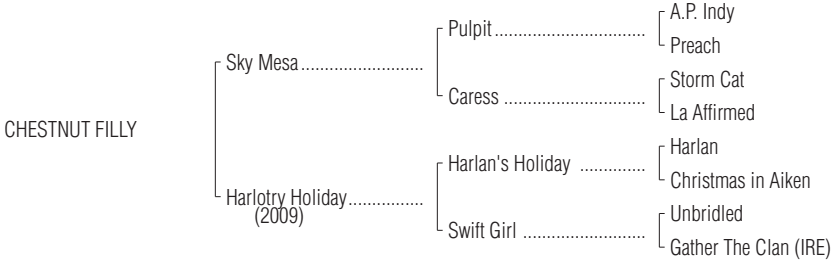 A.P. Indy
Pulpit..................................
Preach
Sky Mesa...........................
Storm Cat
Caress ................................
La Affirmed
CHESTNUT FILLY
Harlan
Harlan's Holiday ..............
Christmas in Aiken
Harlotry Holiday.................
(2009)
Unbridled
Swift Girl ...........................
Gather The Clan (IRE)